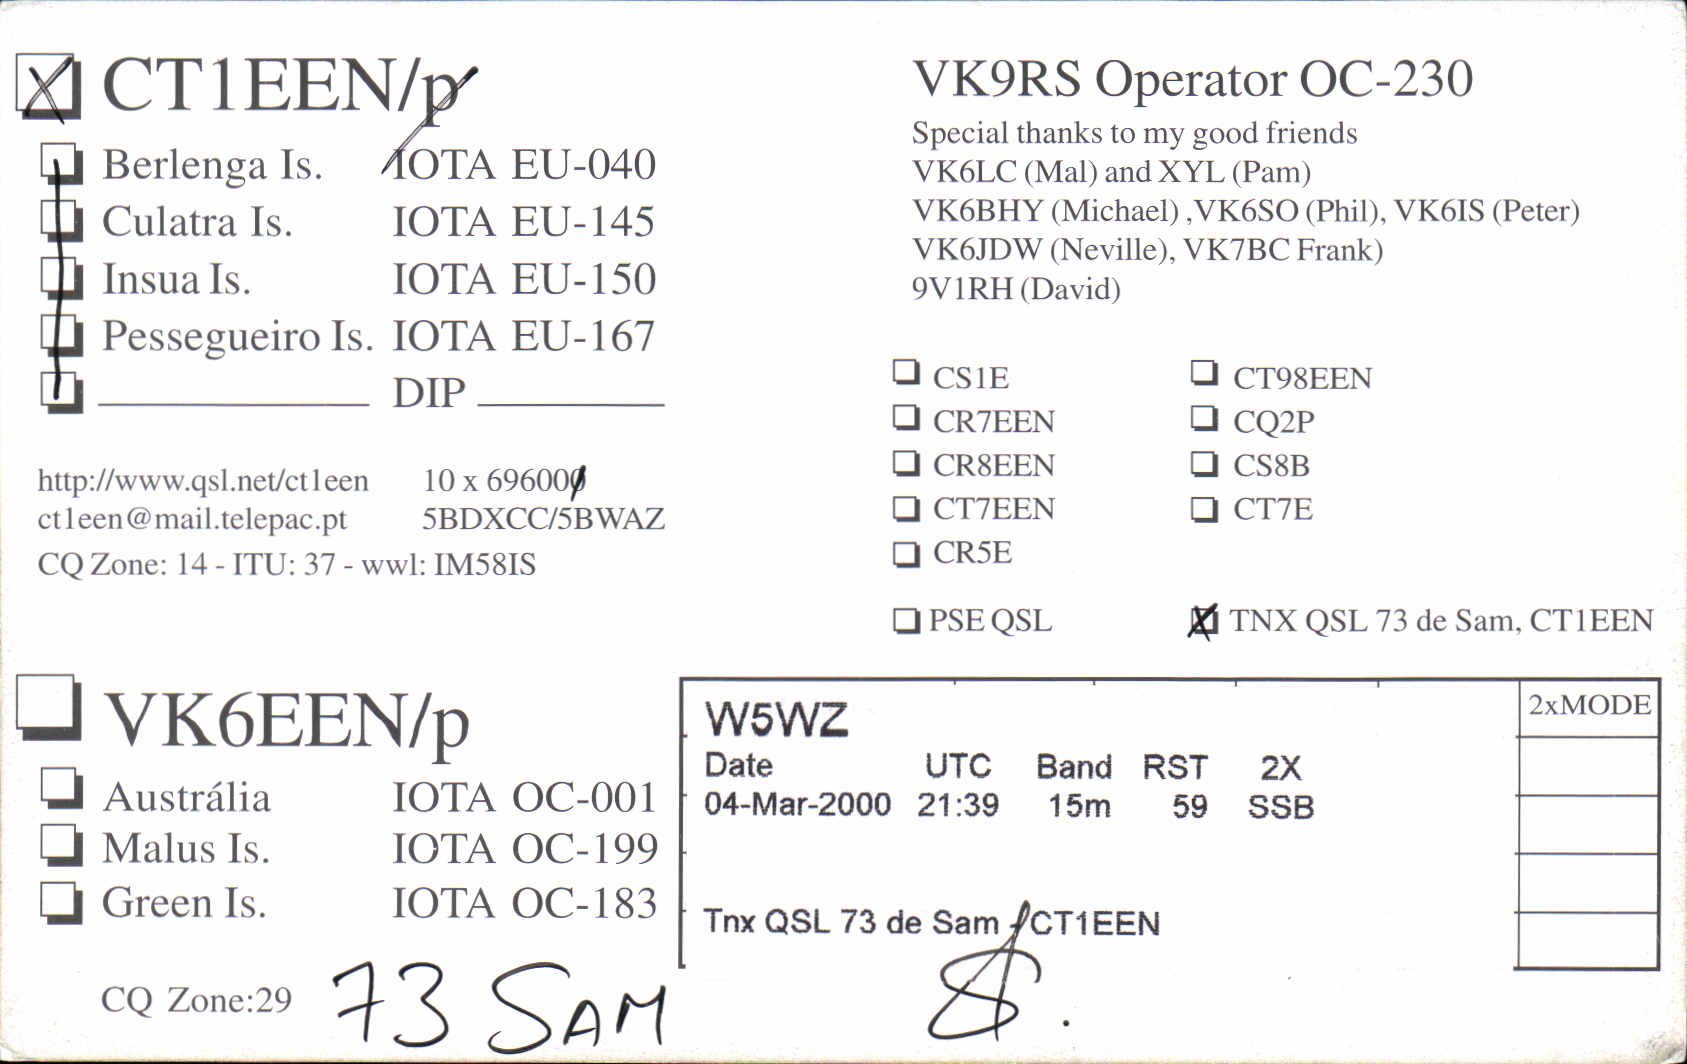 CT1EEN/p
Berlenga Is. IOTA EU-040
Culatra Is. IOTA EU-145
Insua Is. IOTA EU-150
Pessegueiro Is. IOTA EU-167
DIP
http://www.qsl.net/ct1een 10 x 696000
ct1een@mail.telepac.pt 5BDXCC/5BWAZ
CQ Zone: 14 - ITU: 37 - wwl: IM58IS
VK9RS Operator OC-230
Special thanks to my good friends
VK6LC (Mal) and XYL (Pam)
VK6BHY (Michael) ,VK6SO (Phil), VK6IS (Peter)
VK6JDW (Neville), VK7BC Frank)
9V1RH (David)
CS1E CT98EEN
CR7EEN CQ2P
CR8EEN CS8B
CT7EEN CT7E
CR5E
PSE QSL TNX QSL 73 de Sam, CT1EEN
VK6EEN/p
Austrália IOTA OC-001
Malus Is. IOTA OC-199
Green Is. IOTA OC-183
CQ Zone:29
73 SAM
2xMODE
W5WZ
Date UTC Band RST 2X
04-Mar-2000 21:39 15m 59 SSB
Tnx QSL 73 de Sam CT1EEN